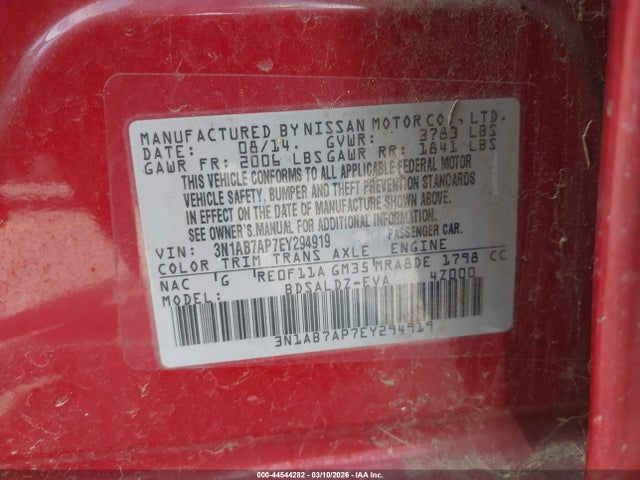 MANUFACTURED BY NISSAN MOTOR CO., LTD.
DATE: 08/14. GVWR: 3783 LBS
GAWR FR: 2006 LBS GAWR RR: 1841 LBS
THIS VEHICLE CONFORMS TO ALL APPLICABLE FEDERAL MOTOR
VEHICLE SAFETY, BUMPER AND THEFT PREVENTION STANDARDS
IN EFFECT ON THE DATE OF MANUFACTURE SHOWN ABOVE.
SEE OWNER'S MANUAL FOR ADDITIONAL INFORMATION.
VIN: 3N1AB7AP7EY294919 PASSENGER CAR.
COLOR TRIM TRANS AXLE ENGINE
NAC G RE0F11A GM35 MRA8DE 1798 CC
MODEL: BDSALDZ-EVA 4Z000
3N1AB7AP7EY294919
000-44544282 - 03/10/2026 - IAA Inc.